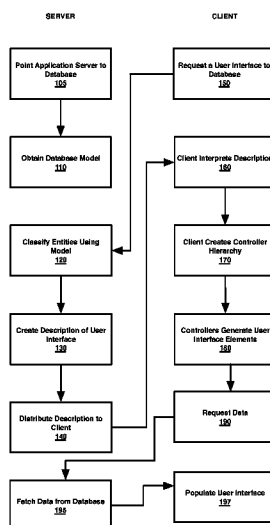 SERVER
CLIENT
Point Application Server to
Database
105
Request a User Interface to
Database
150
Obtain Database Model
110
Client Interprets Description
160
Classify Entities Using
Model
120
Client Creates Controller
Hierarchy
170
Create Description of User
Interface
130
Controllers Generate User
Interface Elements
180
Distribute Description to
Client
140
Request Data
190
Fetch Data from Database
195
Populate User Interface
197